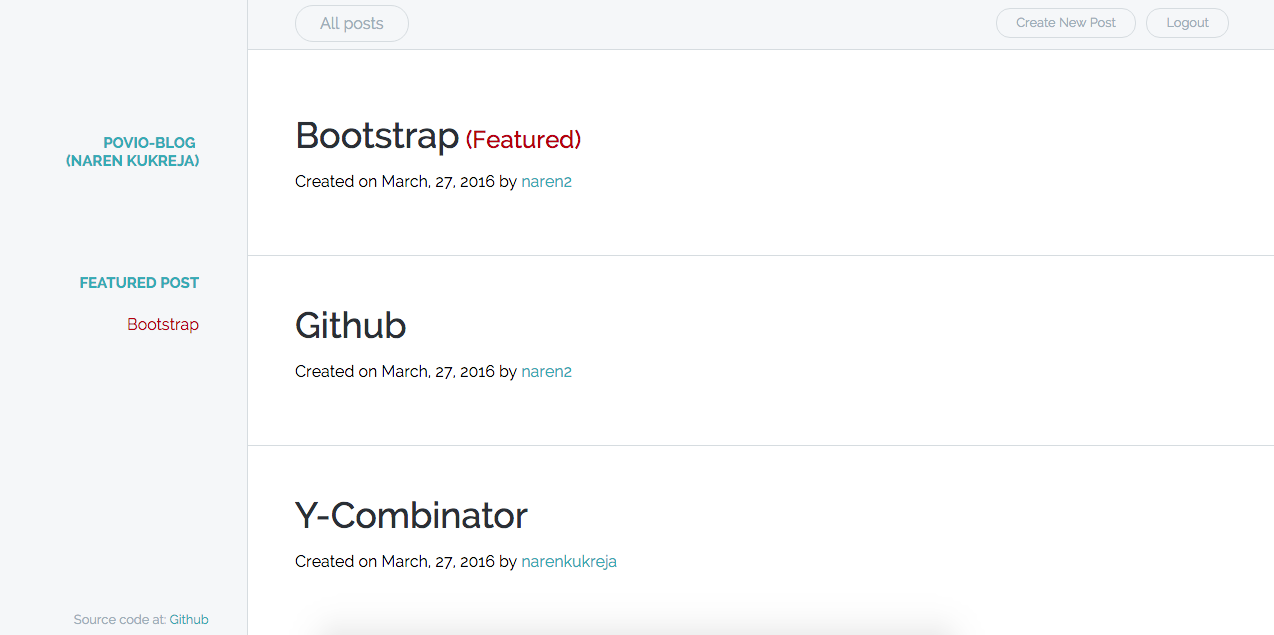 All posts
Create New Post
Logout
POVIO-BLOG
(NAREN KUKREJA)
FEATURED POST
Bootstrap
Source code at: Github
Bootstrap (Featured)
Created on March, 27, 2016 by naren2
Github
Created on March, 27, 2016 by naren2
Y-Combinator
Created on March, 27, 2016 by narenkukreja